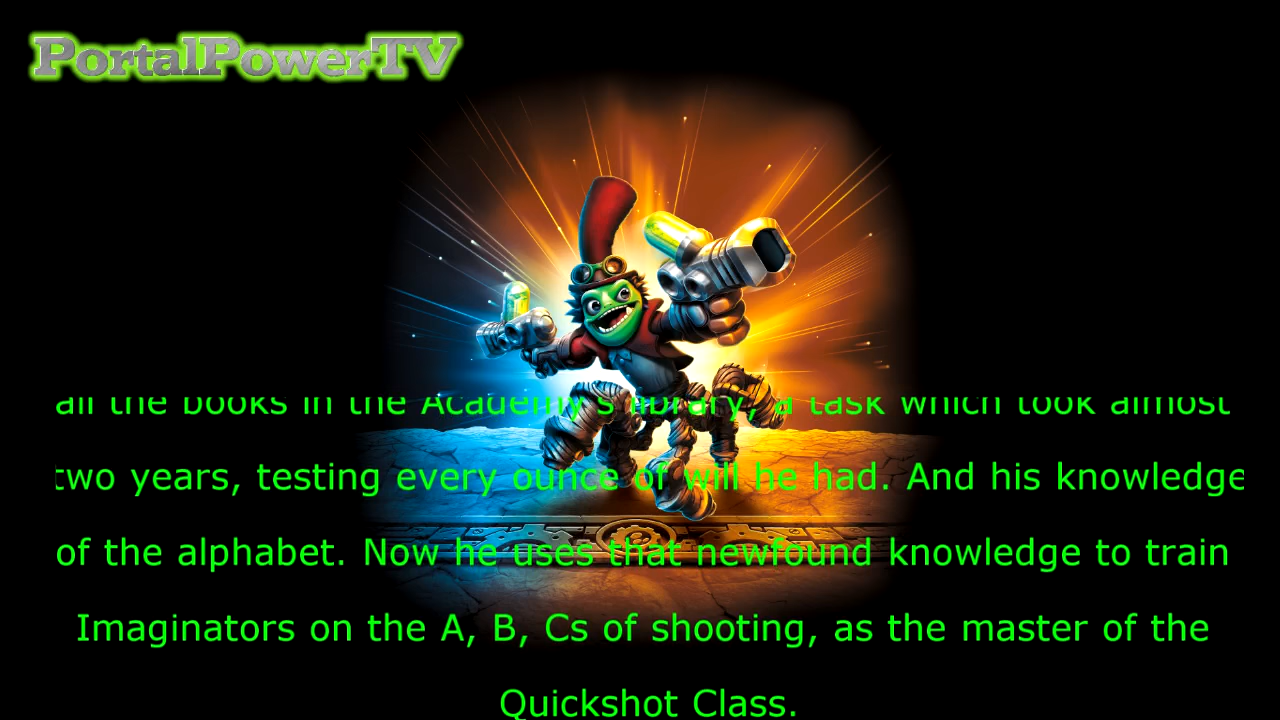 PortalPowerTV
all the books in the Academy's library, a task which took almost
two years, testing every ounce of will he had. And his knowledge
of the alphabet. Now he uses that newfound knowledge to train
Imaginators on the A, B, Cs of shooting, as the master of the
Quickshot Class.